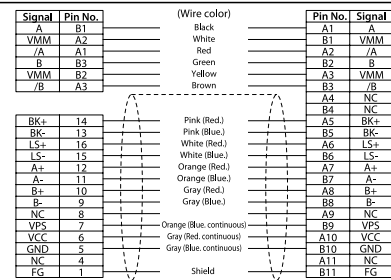 (Wire color)
Signal Pin No. Pin No. Signal
A B1 Black A1 A
VMM A2 White B1 VMM
/A A1 Red A2 /A
B B3 Green B2 B
VMM B2 Yellow A3 VMM
/B A3 Brown B3 /B
A4 NC
B4 NC
BK+ 14 Pink (Red.) A5 BK+
BK- 13 Pink (Blue.) B5 BK-
LS+ 16 White (Red.) A6 LS+
LS- 15 White (Blue.) B6 LS-
A+ 12 Orange (Red.) A7 A+
A- 11 Orange (Blue.) B7 A-
B+ 10 Gray (Red.) A8 B+
B- 9 Gray (Blue.) B8 B-
NC 8 A9 NC
VPS 7 Orange (Blue. continuous) B9 VPS
VCC 6 Gray (Red. continuous) A10 VCC
GND 5 Gray (Blue. continuous) B10 GND
NC 4 A11 NC
FG 1 Shield B11 FG